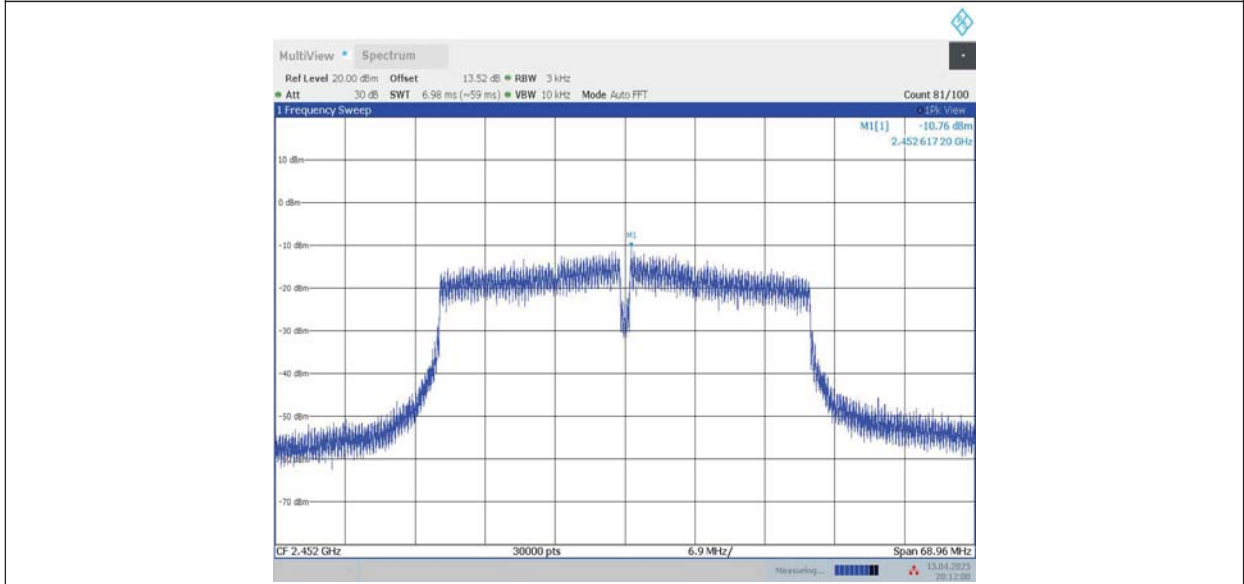 MultiView Spectrum
Ref Level 20.00 dBm Offset 13.52 dB RBW 3 kHz
Att 30 dB SWT 6.98 ms (~59 ms) VBW 10 kHz Mode Auto FFT Count 81/100
1 Frequency Sweep 1Pk View
M1[1] -10.76 dBm
2.452 617 20 GHz
10 dBm
0 dBm
M1
-10 dBm
-20 dBm
-30 dBm
-40 dBm
-50 dBm
-70 dBm
CF 2.452 GHz 30000 pts 6.9 MHz/ Span 68.96 MHz
Measuring... 15.04.2025
20:12:00